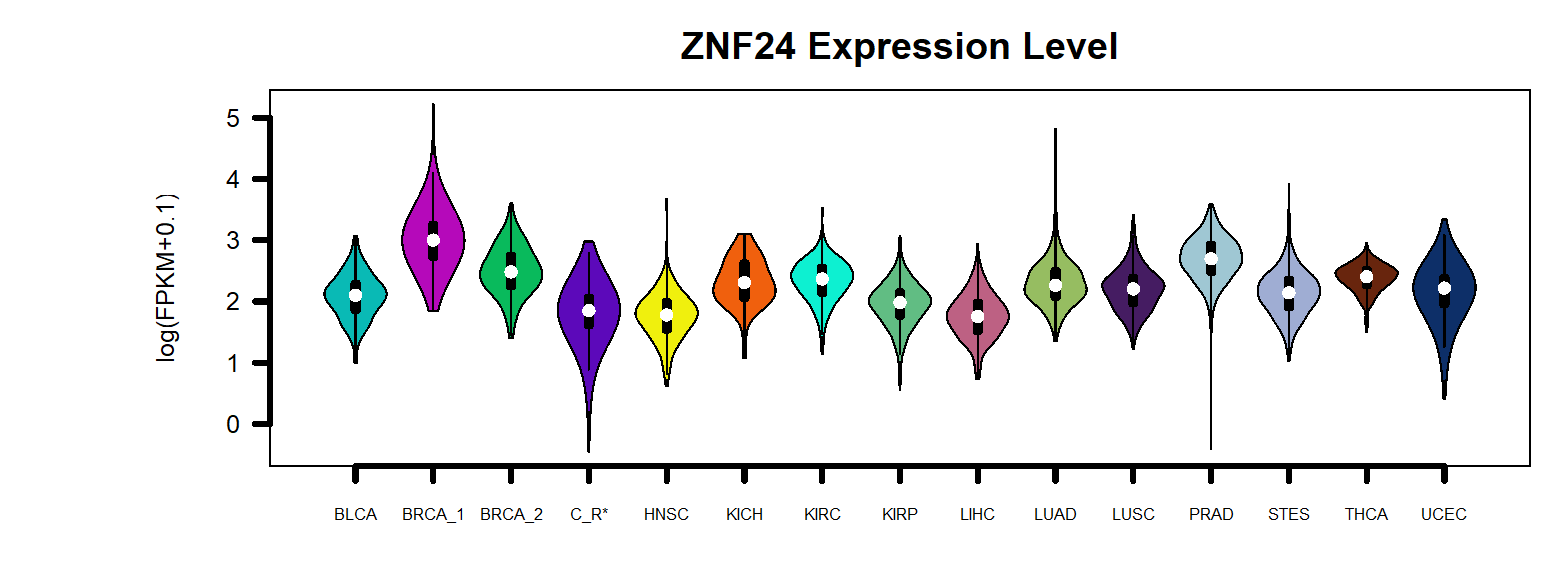 ZNF24 Expression Level
log(FPKM+0.1)
5
4
3
2
1
0
BLCA BRCA_1 BRCA_2 C_R* HNSC KICH KIRC KIRP LIHC LUAD LUSC PRAD STES THCA UCEC